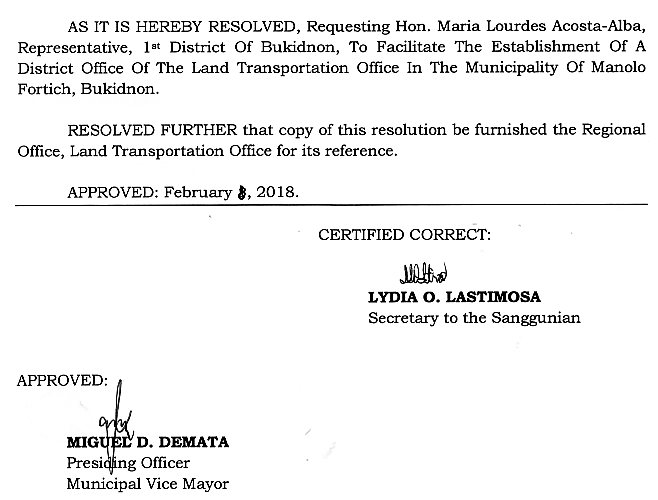 AS IT IS HEREBY RESOLVED, Requesting Hon. Maria Lourdes Acosta-Alba,
Representative, 1st District Of Bukidnon, To Facilitate The Establishment Of A
District Office Of The Land Transportation Office In The Municipality Of Manolo
Fortich, Bukidnon.
RESOLVED FURTHER that copy of this resolution be furnished the Regional
Office, Land Transportation Office for its reference.
APPROVED: February , 2018.
CERTIFIED CORRECT:
LYDIA O. LASTIMOSA
Secretary to the Sanggunian
APPROVED:
MIGUEL D. DEMATA
Presiding Officer
Municipal Vice Mayor